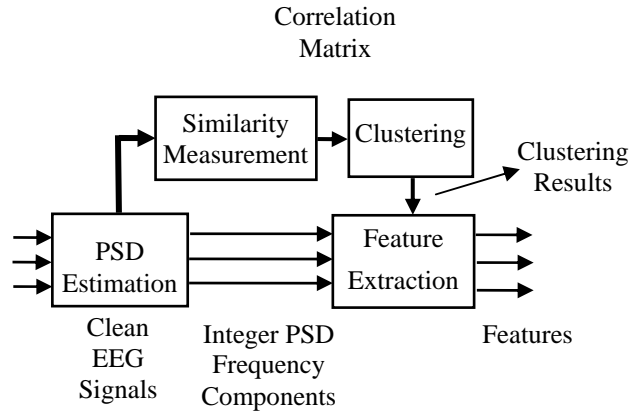 Correlation
Matrix
Similarity
Measurement
Clustering
Clustering
Results
PSD
Estimation
Feature
Extraction
Clean
EEG
Signals
Integer PSD
Frequency
Components
Features